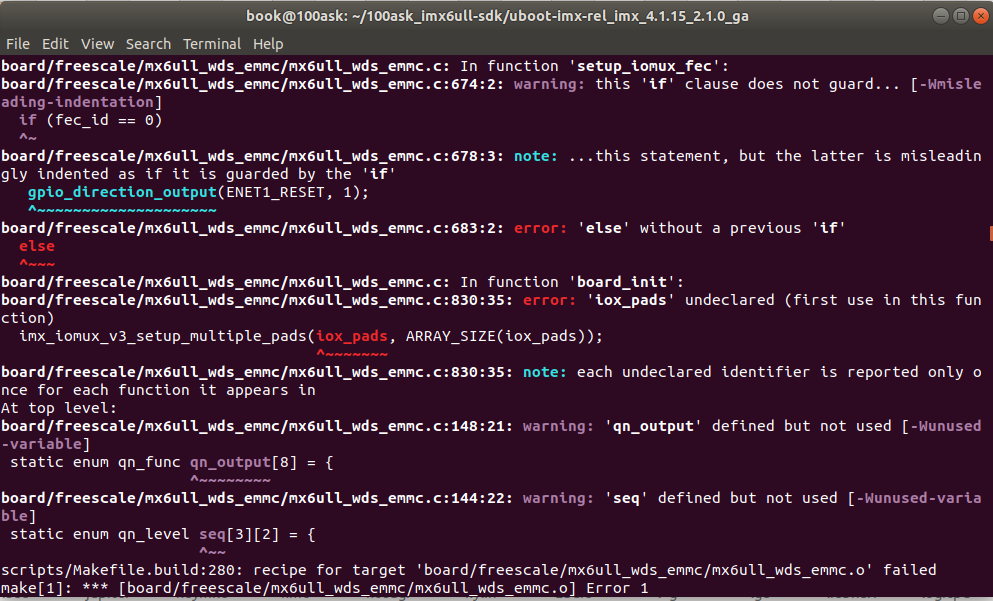 book@100ask: ~/100ask_imx6ull-sdk/uboot-imx-rel_imx_4.1.15_2.1.0_ga
File Edit View Search Terminal Help
board/freescale/mx6ull_wds_emmc/mx6ull_wds_emmc.c: In function 'setup_iomux_fec':
board/freescale/mx6ull_wds_emmc/mx6ull_wds_emmc.c:674:2: warning: this 'if' clause does not guard... [-Wmisle
ading-indentation]
  if (fec_id == 0)
  ^~
board/freescale/mx6ull_wds_emmc/mx6ull_wds_emmc.c:678:3: note: ...this statement, but the latter is misleadin
gly indented as if it is guarded by the 'if'
   gpio_direction_output(ENET1_RESET, 1);
   ^~~~~~~~~~~~~~~~~~~~~
board/freescale/mx6ull_wds_emmc/mx6ull_wds_emmc.c:683:2: error: 'else' without a previous 'if'
  else
  ^~~~
board/freescale/mx6ull_wds_emmc/mx6ull_wds_emmc.c: In function 'board_init':
board/freescale/mx6ull_wds_emmc/mx6ull_wds_emmc.c:830:35: error: 'iox_pads' undeclared (first use in this fun
ction)
  imx_iomux_v3_setup_multiple_pads(iox_pads, ARRAY_SIZE(iox_pads));
                                   ^~~~~~~~
board/freescale/mx6ull_wds_emmc/mx6ull_wds_emmc.c:830:35: note: each undeclared identifier is reported only o
nce for each function it appears in
At top level:
board/freescale/mx6ull_wds_emmc/mx6ull_wds_emmc.c:148:21: warning: 'qn_output' defined but not used [-Wunused
-variable]
 static enum qn_func qn_output[8] = {
                     ^~~~~~~~~
board/freescale/mx6ull_wds_emmc/mx6ull_wds_emmc.c:144:22: warning: 'seq' defined but not used [-Wunused-varia
ble]
 static enum qn_level seq[3][2] = {
                      ^~~
scripts/Makefile.build:280: recipe for target 'board/freescale/mx6ull_wds_emmc/mx6ull_wds_emmc.o' failed
make[1]: *** [board/freescale/mx6ull_wds_emmc/mx6ull_wds_emmc.o] Error 1